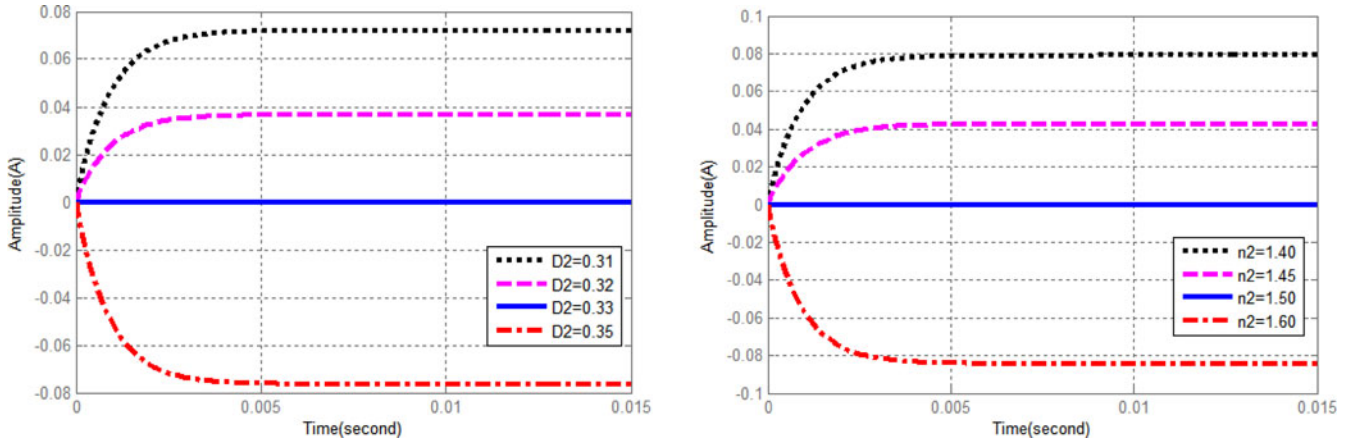 0.08
0.06
0.04
0.02
0
-0.02
-0.04
-0.06
-0.08
Amplitude(A)
0 0.005 0.01 0.015
Time(second)
D2=0.31
D2=0.32
D2=0.33
D2=0.35
0.1
0.08
0.06
0.04
0.02
0
-0.02
-0.04
-0.06
-0.08
-0.1
Amplitude(A)
0 0.005 0.01 0.015
Time(second)
n2=1.40
n2=1.45
n2=1.50
n2=1.60